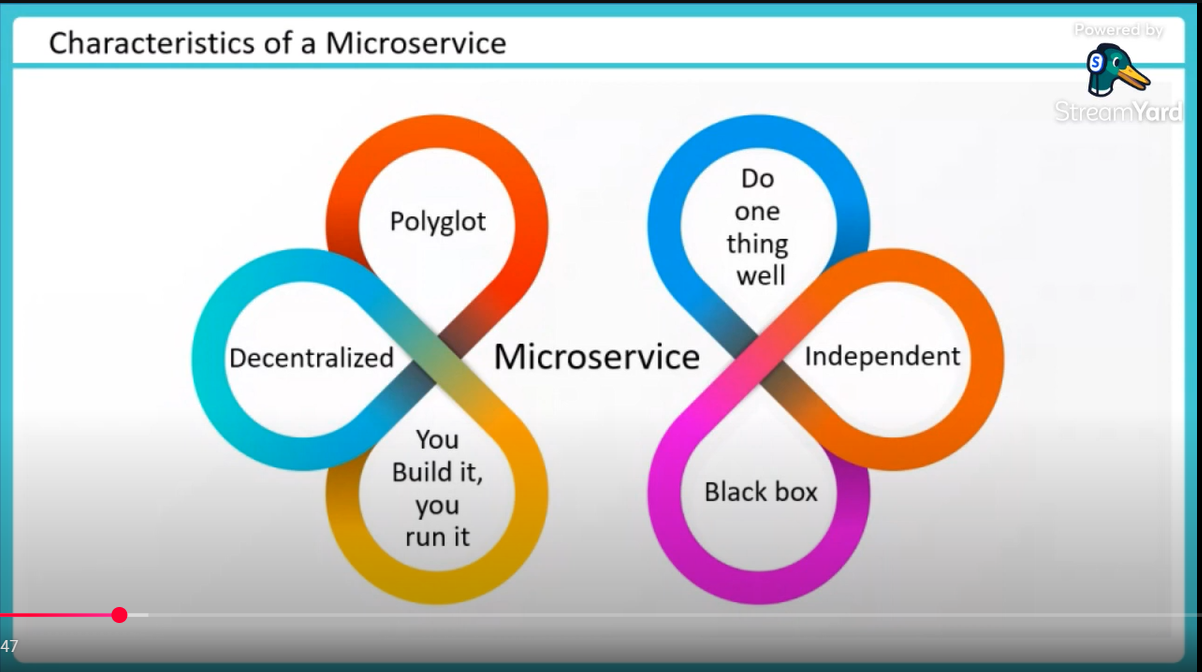 Characteristics of a Microservice
Powered by
S
StreamYard
Polyglot
Do
one
thing
well
Decentralized
Microservice
Independent
You
Build it,
you
run it
Black box
47